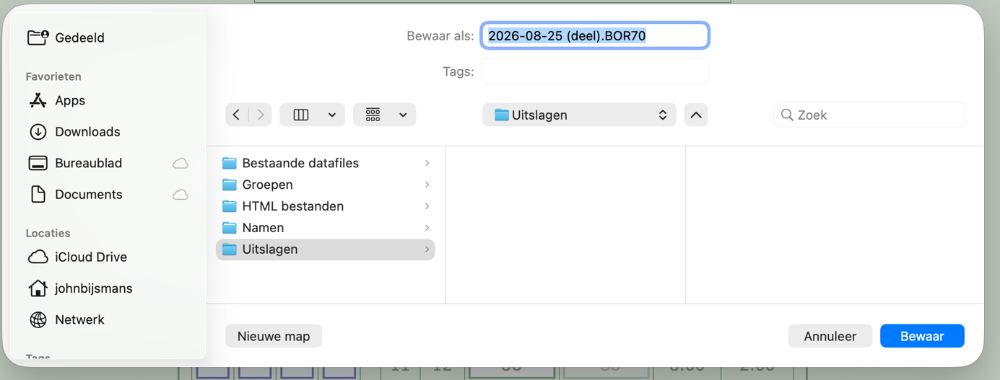 Gedeeld
Favorieten
Apps
Downloads
Bureaublad
Documents
Locaties
iCloud Drive
johnbijsmans
Netwerk
Tags
Bewaar als: 2026-08-25 (deel).BOR70
Tags:
Uitslagen
Zoek
Bestaande datafiles
Groepen
HTML bestanden
Namen
Uitslagen
Nieuwe map
Annuleer
Bewaar